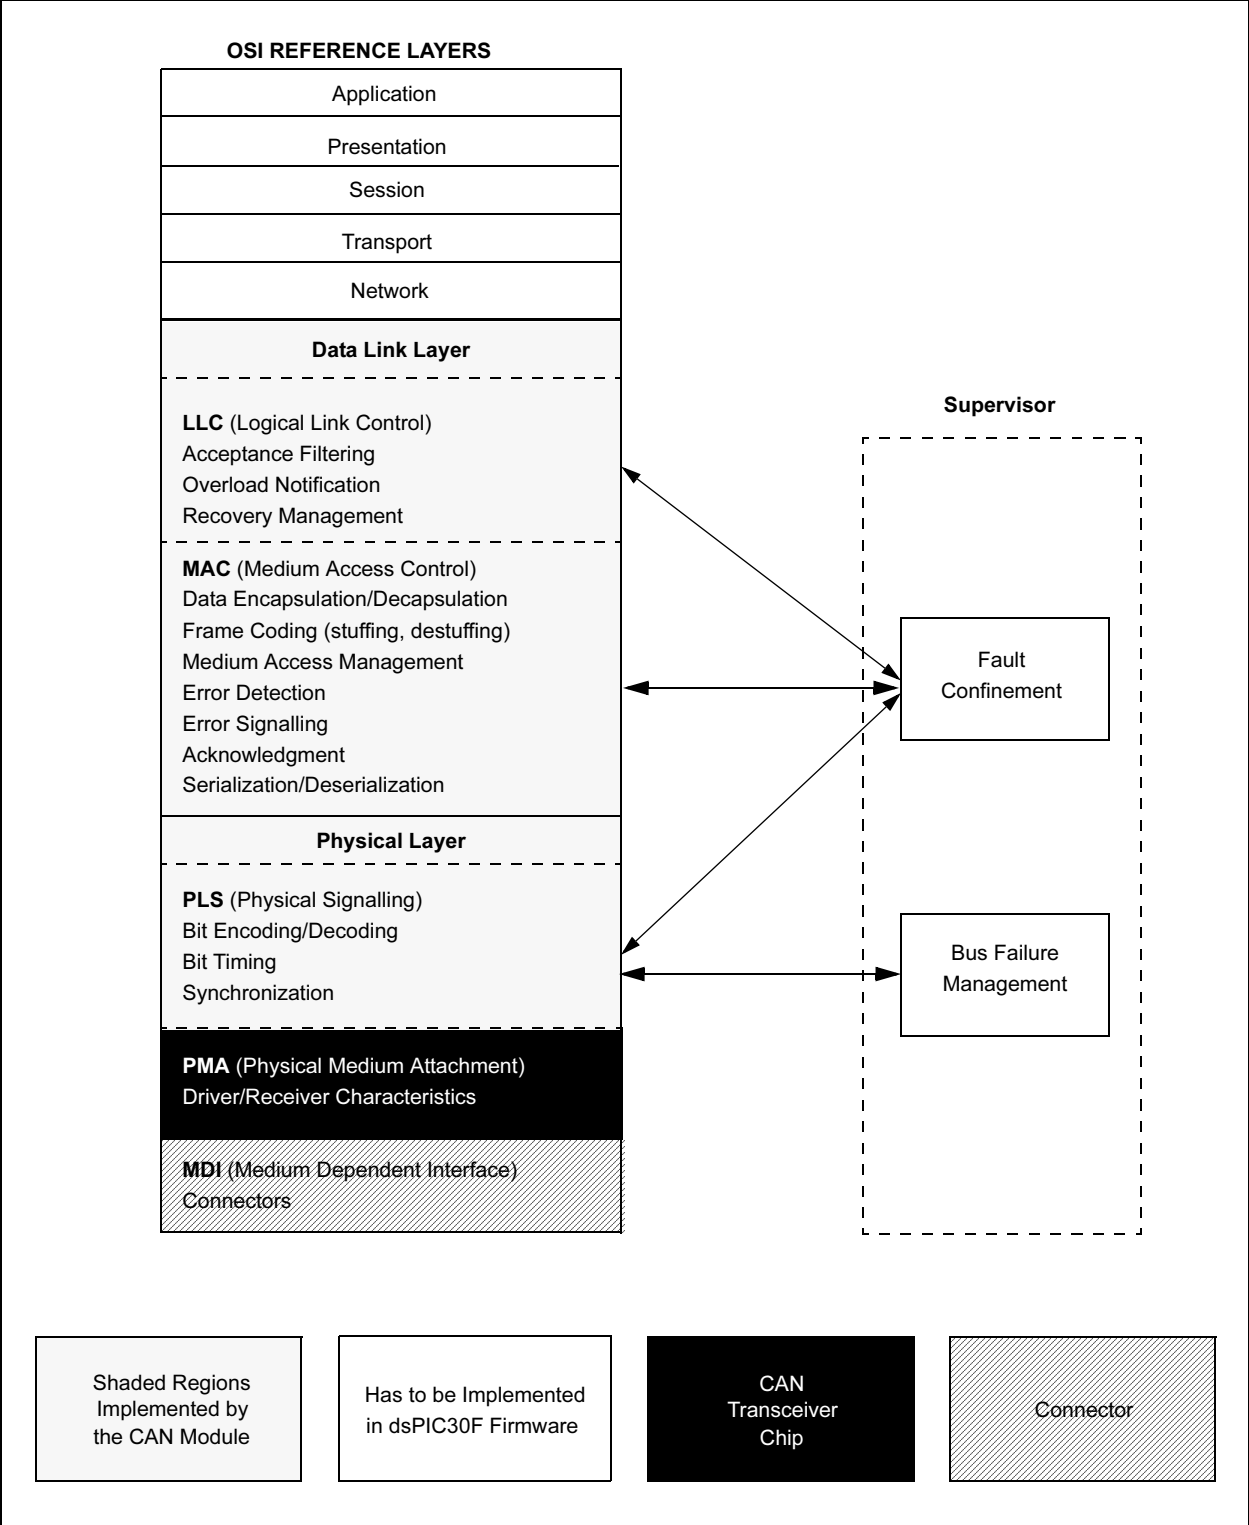 OSI REFERENCE LAYERS
Application
Presentation
Session
Transport
Network
Data Link Layer
LLC (Logical Link Control)
Acceptance Filtering
Overload Notification
Recovery Management
MAC (Medium Access Control)
Data Encapsulation/Decapsulation
Frame Coding (stuffing, destuffing)
Medium Access Management
Error Detection
Error Signalling
Acknowledgment
Serialization/Deserialization
Physical Layer
PLS (Physical Signalling)
Bit Encoding/Decoding
Bit Timing
Synchronization
PMA (Physical Medium Attachment)
Driver/Receiver Characteristics
MDI (Medium Dependent Interface)
Connectors
Supervisor
Fault
Confinement
Bus Failure
Management
Shaded Regions
Implemented by
the CAN Module
Has to be Implemented
in dsPIC30F Firmware
CAN
Transceiver
Chip
Connector